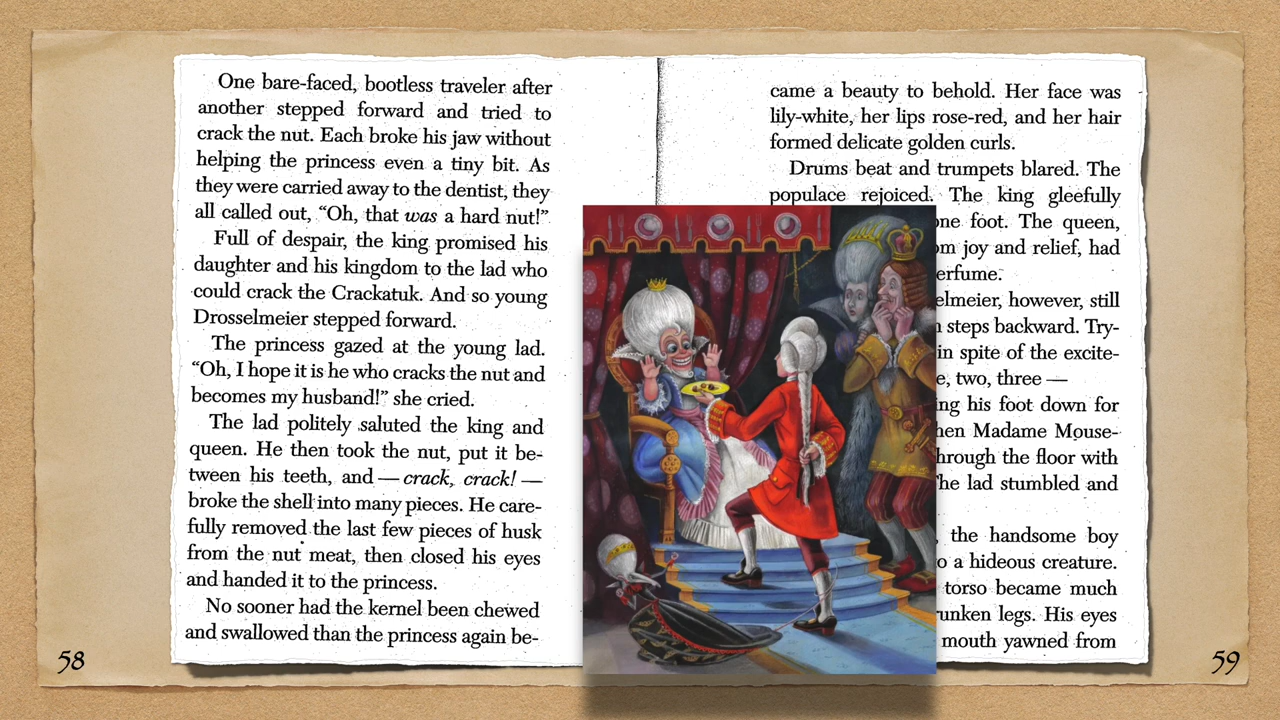 One bare-faced, bootless traveler after
another stepped forward and tried to
crack the nut. Each broke his jaw without
helping the princess even a tiny bit. As
they were carried away to the dentist, they
all called out, “Oh, that was a hard nut!”
Full of despair, the king promised his
daughter and his kingdom to the lad who
could crack the Crackatuk. And so young
Drosselmeier stepped forward.
The princess gazed at the young lad.
“Oh, I hope it is he who cracks the nut and
becomes my husband!” she cried.
The lad politely saluted the king and
queen. He then took the nut, put it be-
tween his teeth, and — crack, crack! —
broke the shell into many pieces. He care-
fully removed the last few pieces of husk
from the nut meat, then closed his eyes
and handed it to the princess.
No sooner had the kernel been chewed
and swallowed than the princess again be-
58
came a beauty to behold. Her face was
lily-white, her lips rose-red, and her hair
formed delicate golden curls.
Drums beat and trumpets blared. The
populace rejoiced. The king gleefully
one foot. The queen,
joy and relief, had
still
steps backward. Try-
in spite of the excite-
two, three —
his foot down for
Madame Mouse-
through the floor with
The lad stumbled and
the handsome boy
a hideous creature.
torso became much
legs. His eyes
mouth yawned from
59